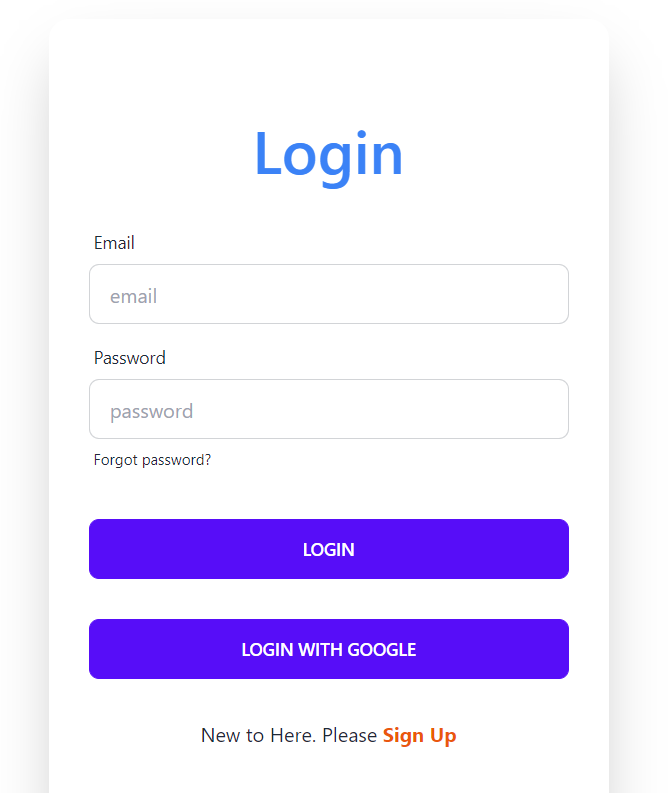 Login
Email
email
Password
password
Forgot password?
LOGIN
LOGIN WITH GOOGLE
New to Here. Please Sign Up